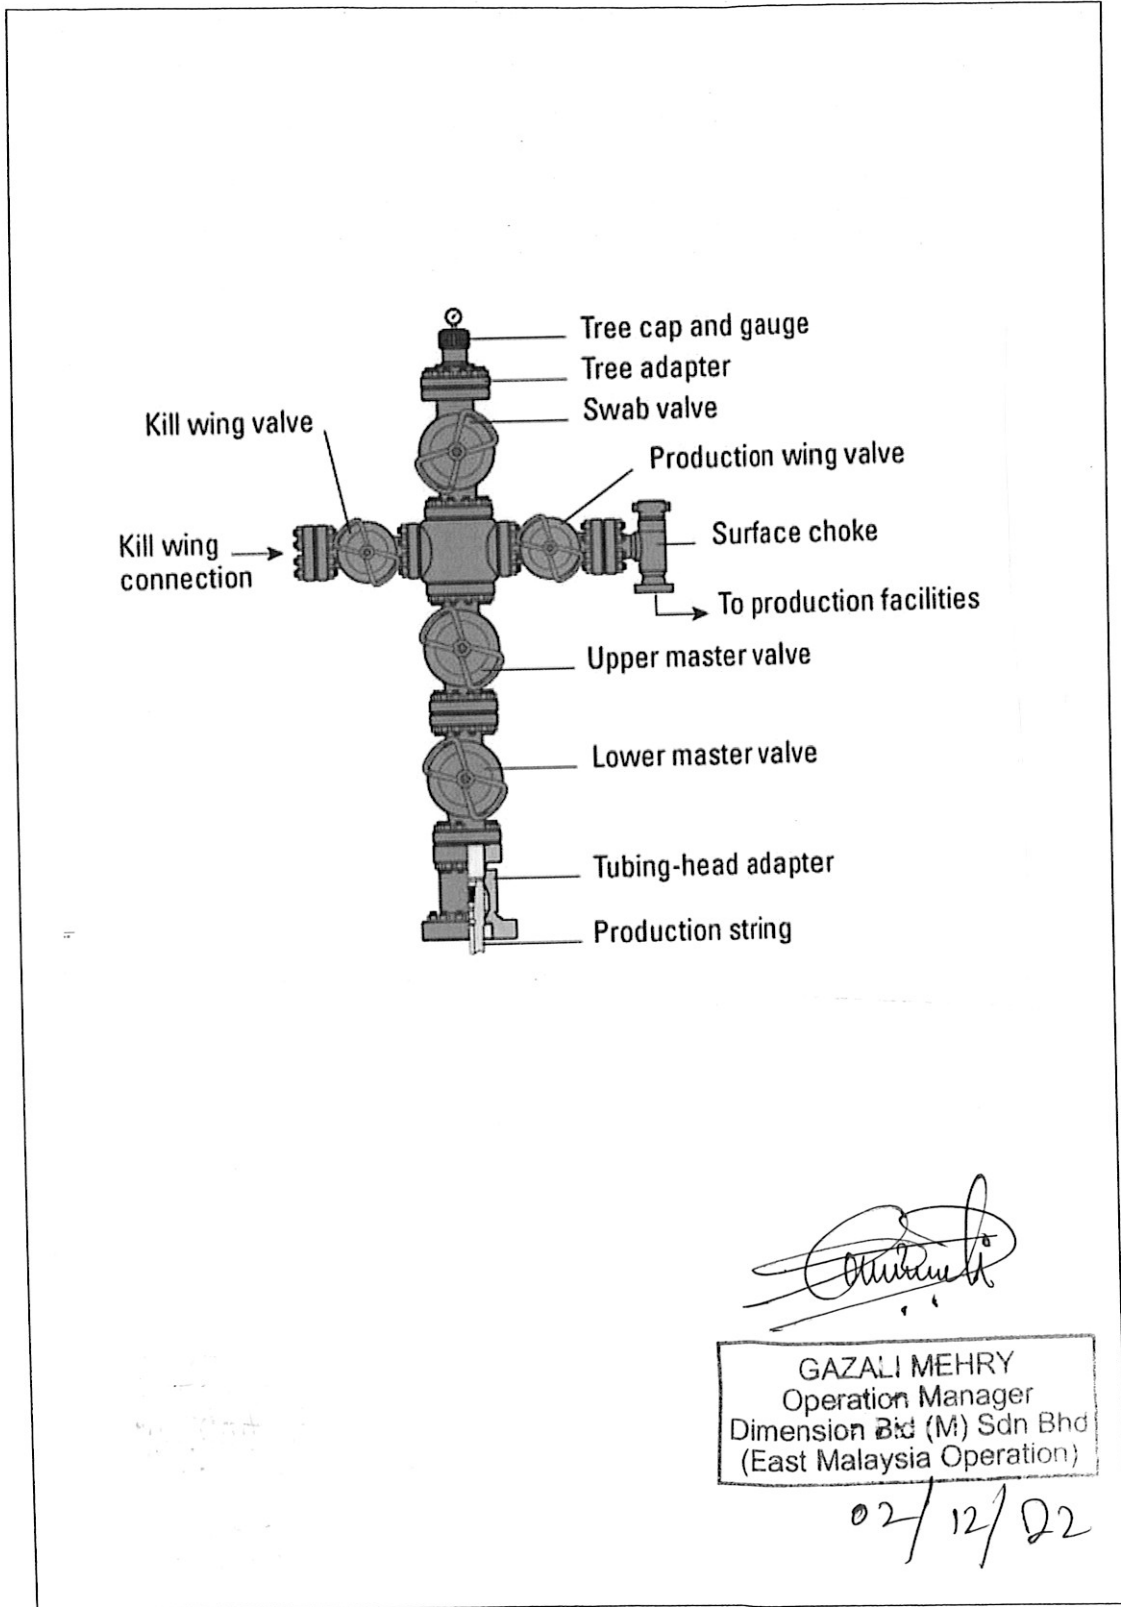 Tree cap and gauge
Tree adapter
Swab valve
Kill wing valve
Production wing valve
Surface choke
Kill wing
connection
To production facilities
Upper master valve
Lower master valve
Tubing-head adapter
Production string
GAZALI MEHRY
Operation Manager
Dimension Bid (M) Sdn Bhd
(East Malaysia Operation)
02/12/22